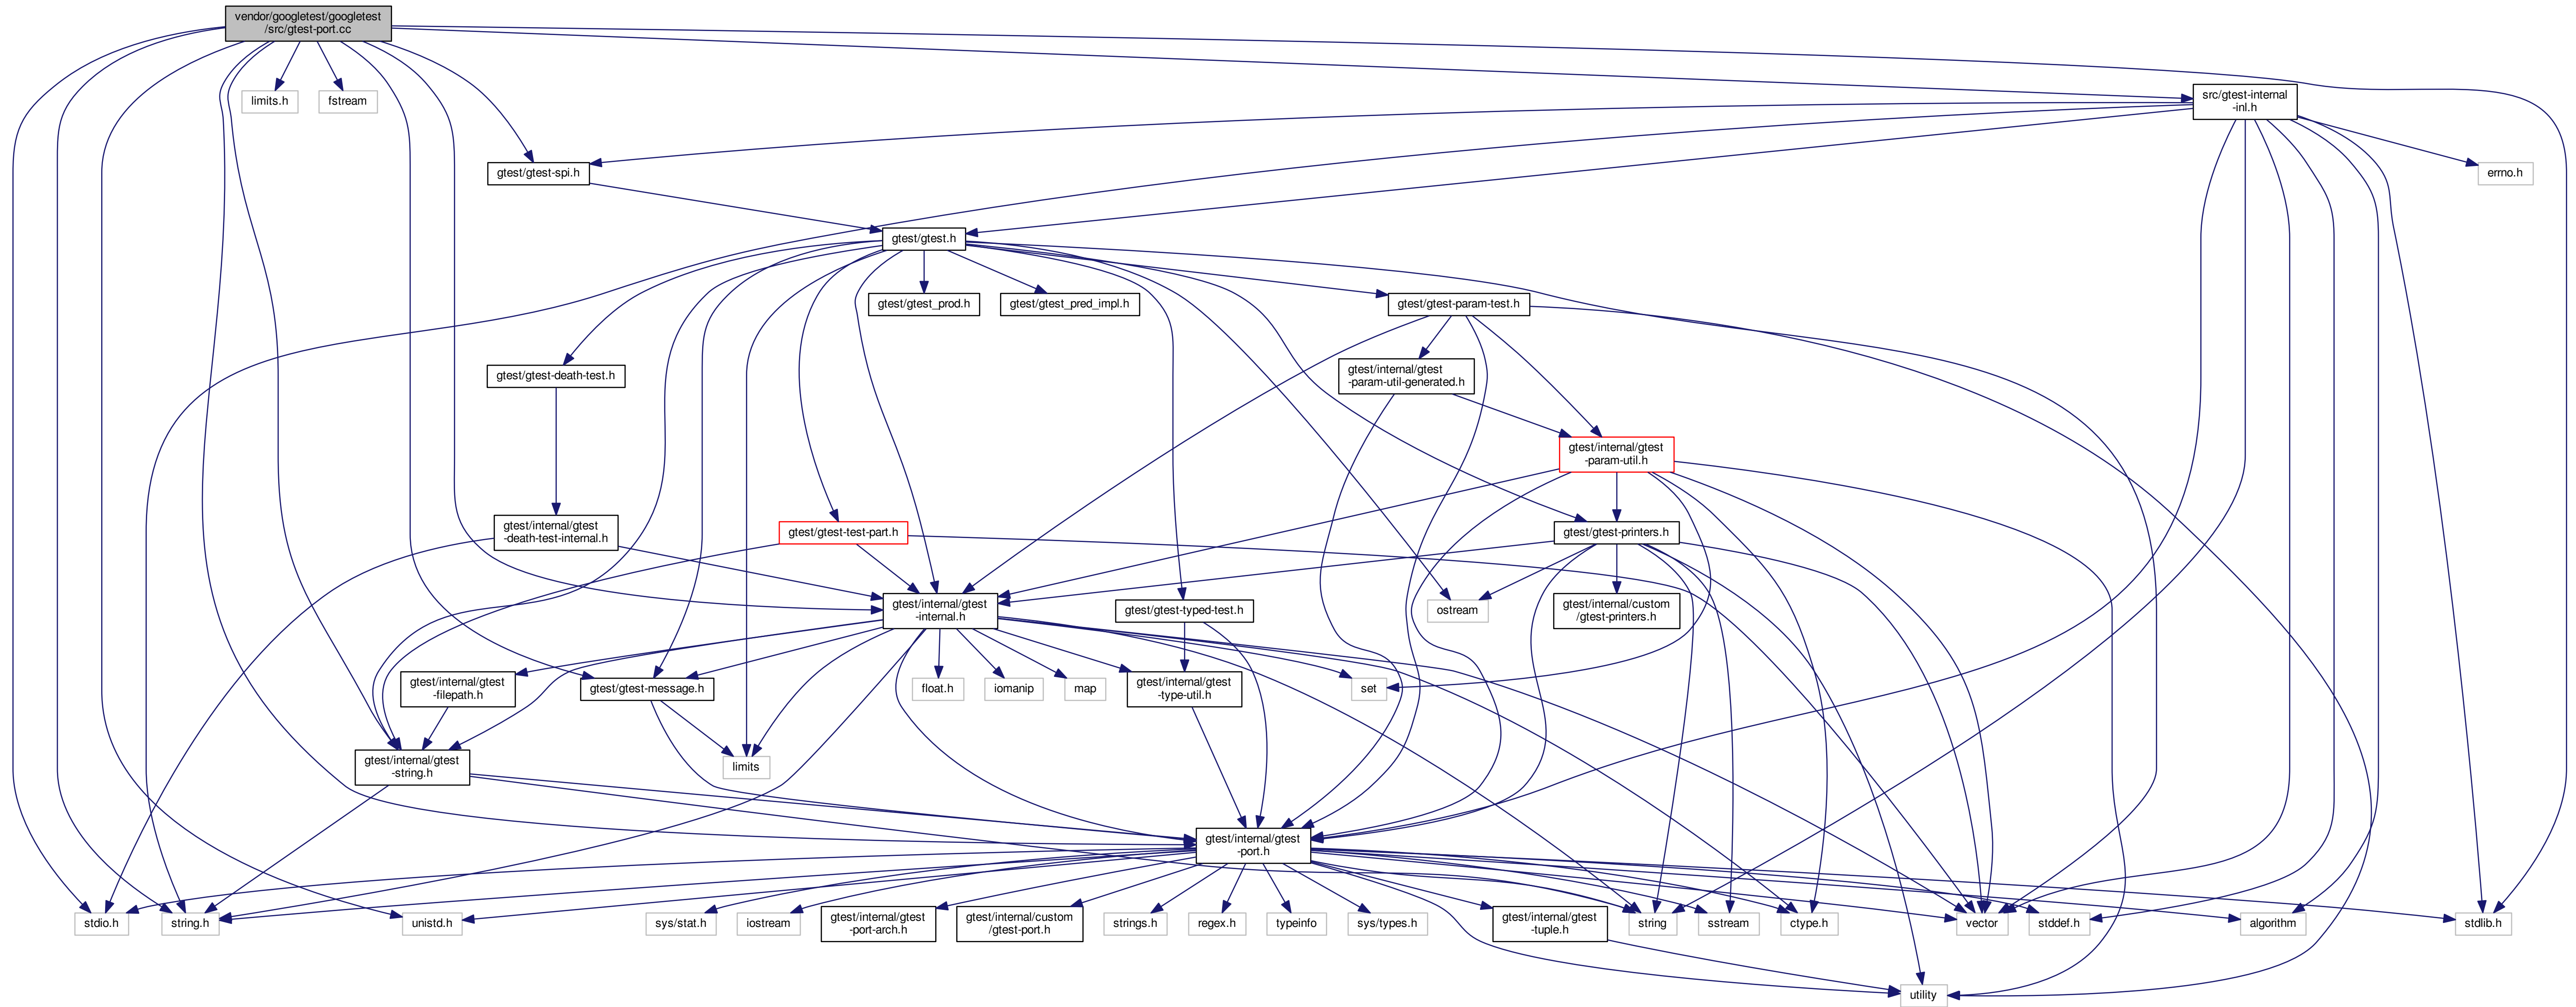 vendor/googletest/googletest
/src/gtest-port.cc
limits.h
fstream
src/gtest-internal
-inl.h
gtest/gtest-spi.h
errno.h
gtest/gtest.h
gtest/gtest_prod.h
gtest/gtest_pred_impl.h
gtest/gtest-param-test.h
gtest/gtest-death-test.h
gtest/internal/gtest
-param-util-generated.h
gtest/internal/gtest
-param-util.h
gtest/internal/gtest
-death-test-internal.h
gtest/gtest-test-part.h
gtest/gtest-printers.h
gtest/internal/gtest
-internal.h
gtest/gtest-typed-test.h
ostream
gtest/internal/custom
/gtest-printers.h
gtest/internal/gtest
-filepath.h
gtest/gtest-message.h
float.h
iomanip
map
gtest/internal/gtest
-type-util.h
set
gtest/internal/gtest
-string.h
limits
gtest/internal/gtest
-port.h
stdio.h
string.h
unistd.h
sys/stat.h
iostream
gtest/internal/gtest
-port-arch.h
gtest/internal/custom
/gtest-port.h
strings.h
regex.h
typeinfo
sys/types.h
gtest/internal/gtest
-tuple.h
string
sstream
ctype.h
vector
stddef.h
algorithm
stdlib.h
utility